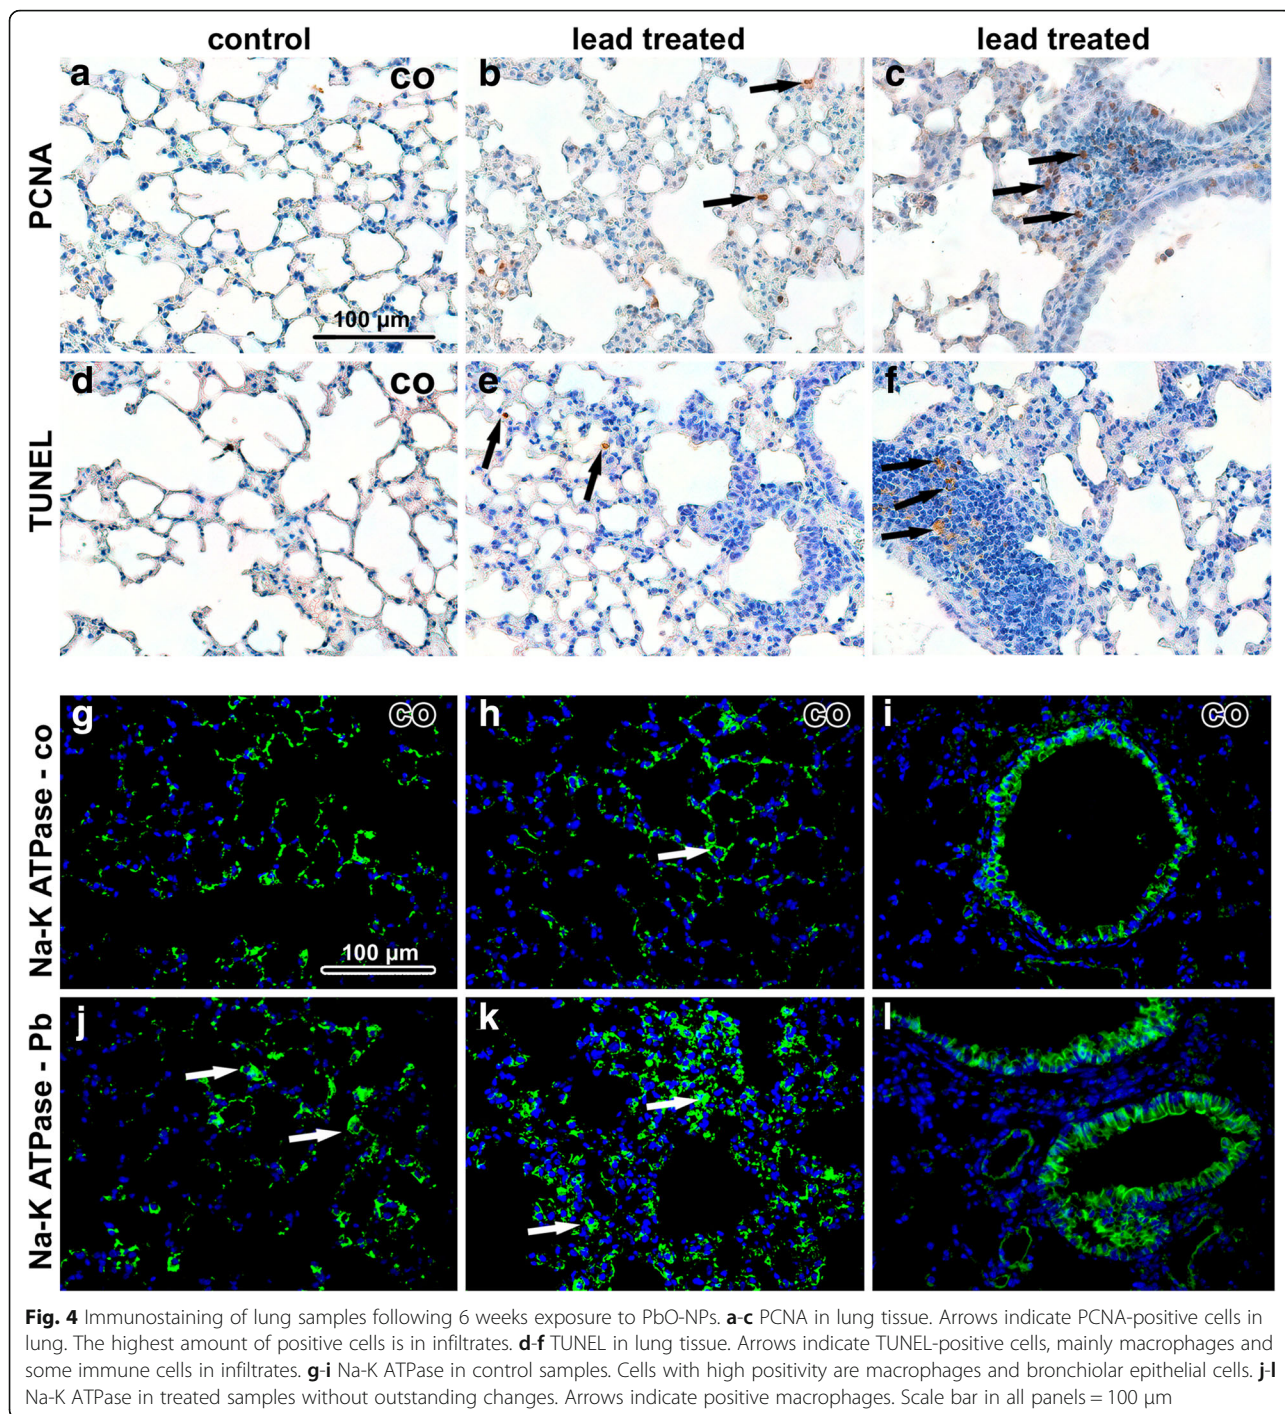 control lead treated lead treated
PCNA
a co b c
100 µm
TUNEL
d co e f
Na-K ATPase - co
g co h co i co
100 µm
Na-K ATPase - Pb
j k l
Fig. 4 Immunostaining of lung samples following 6 weeks exposure to PbO-NPs. a-c PCNA in lung tissue. Arrows indicate PCNA-positive cells in
lung. The highest amount of positive cells is in infiltrates. d-f TUNEL in lung tissue. Arrows indicate TUNEL-positive cells, mainly macrophages and
some immune cells in infiltrates. g-i Na-K ATPase in control samples. Cells with high positivity are macrophages and bronchiolar epithelial cells. j-l
Na-K ATPase in treated samples without outstanding changes. Arrows indicate positive macrophages. Scale bar in all panels = 100 µm